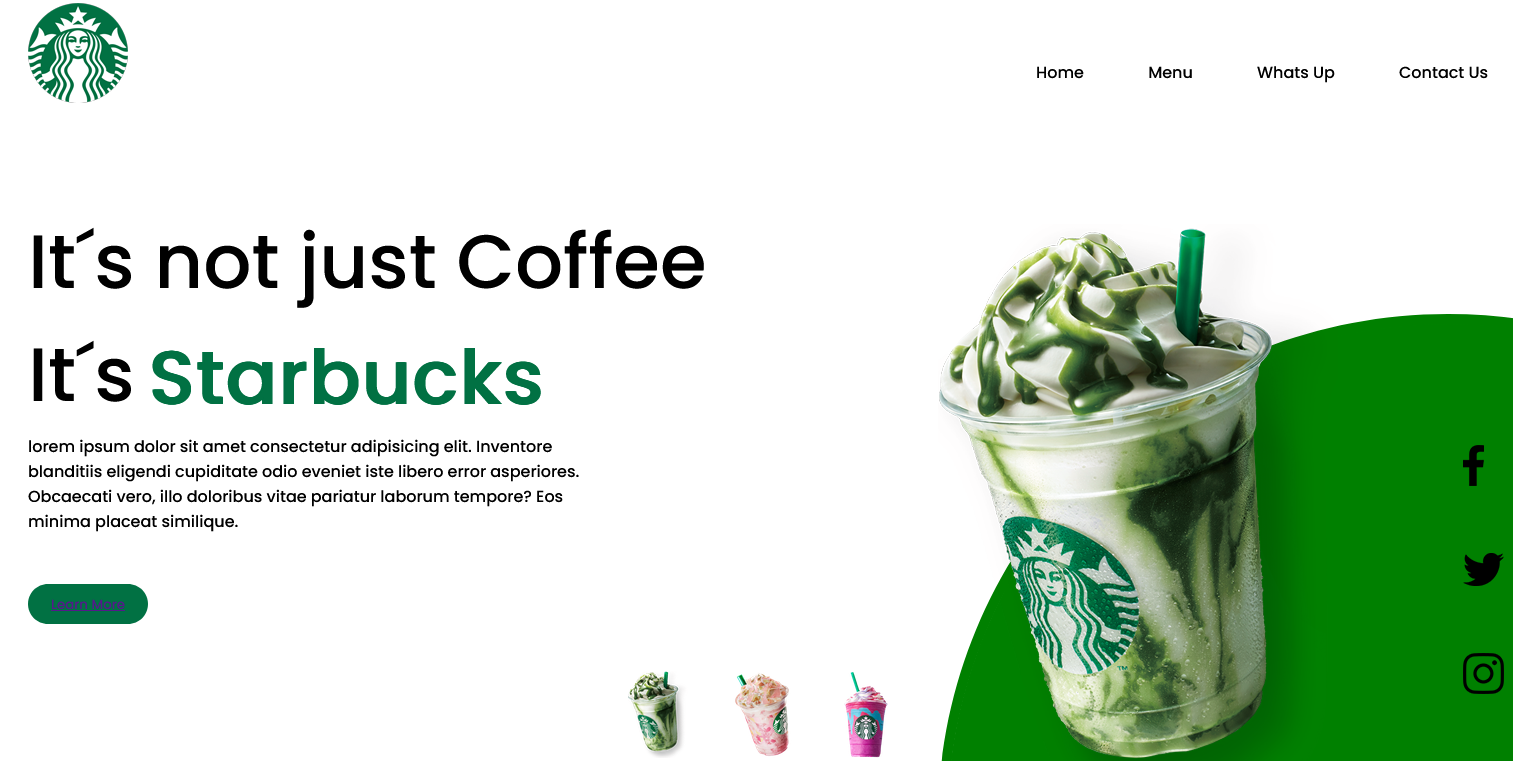 Home Menu Whats Up Contact Us
It´s not just Coffee
It´s Starbucks
lorem ipsum dolor sit amet consectetur adipisicing elit. Inventore
blanditiis eligendi cupiditate odio eveniet iste libero error asperiores.
Obcaecati vero, illo doloribus vitae pariatur laborum tempore? Eos
minima placeat similique.
Learn More
TM